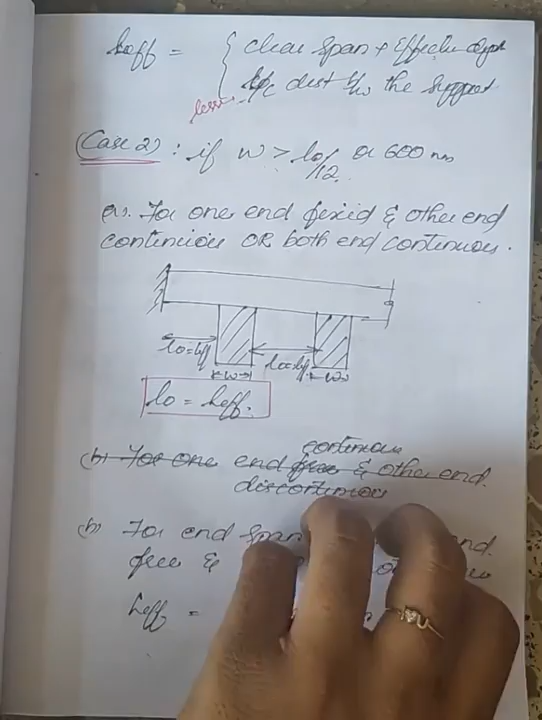 leff = { clear span + Effective depth
c/c dist b/w the support
less
(Case 2) : if w > lo/12 or 600 mm
(a). For one end fixed & other end
continuous OR both end continuous.
lo = leff
lo = leff
w
w
lo = leff.
continuous
(b) For one end free & other end.
discontinuous
(b) For end span end.
free &
leff =